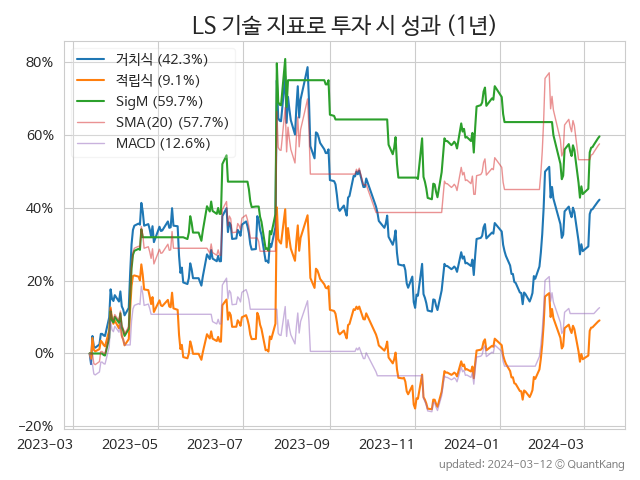 LS 기술 지표로 투자 시 성과 (1년)
거치식 (42.3%)
적립식 (9.1%)
SigM (59.7%)
SMA(20) (57.7%)
MACD (12.6%)
80%
60%
40%
20%
0%
−20%
2023-03 2023-05 2023-07 2023-09 2023-11 2024-01 2024-03
updated: 2024-03-12 ⓒ QuantKang